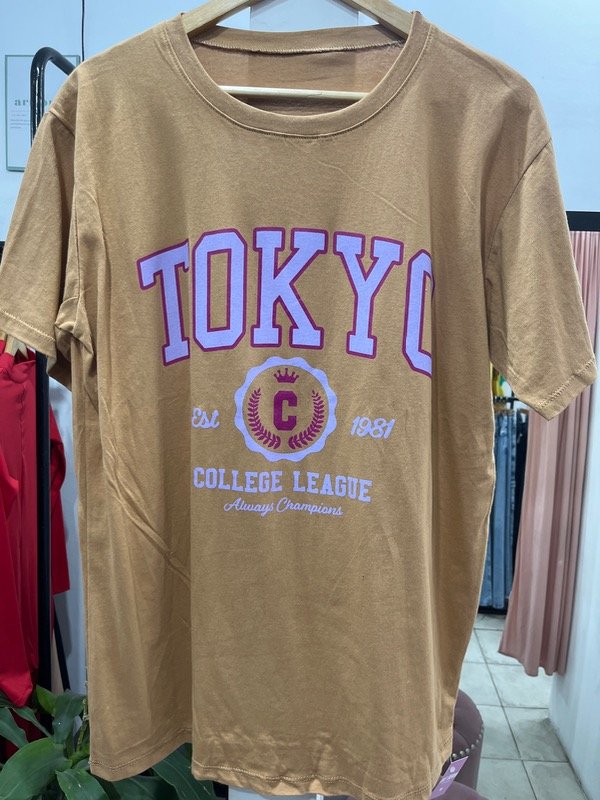 TOKYO
C
Est 1981
COLLEGE LEAGUE
Always Champions